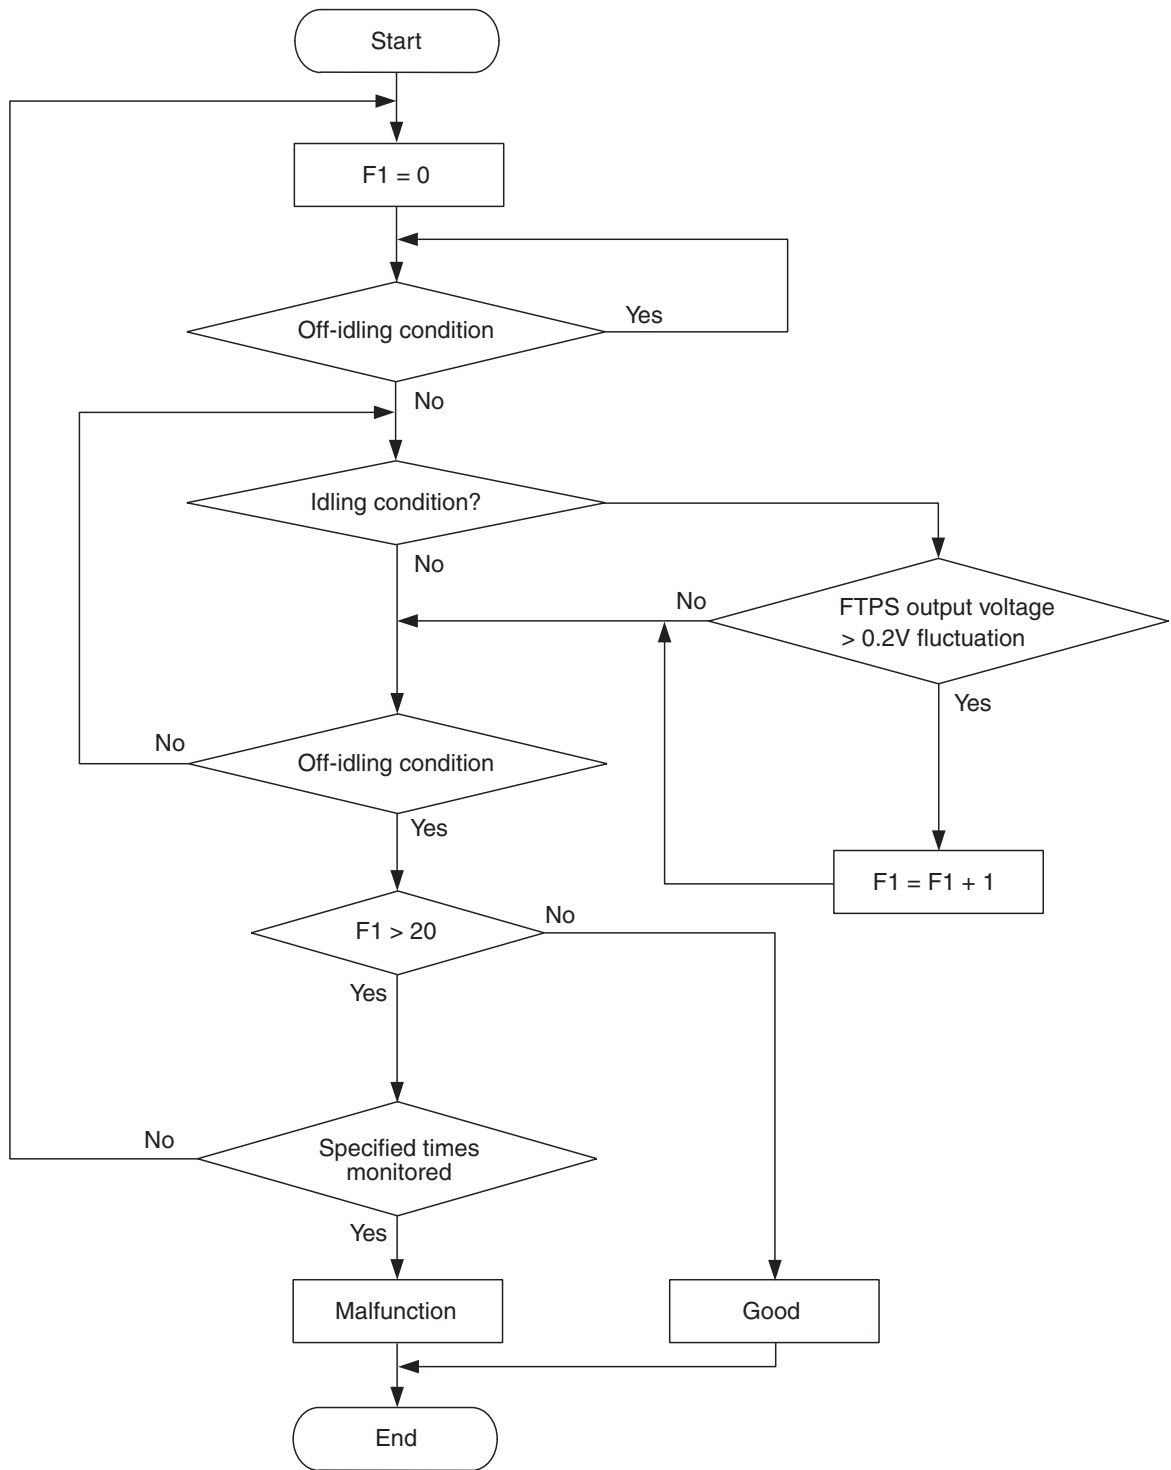 Start
F1 = 0
Off-idling condition
Yes
No
Idling condition?
No
No
FTPS output voltage
> 0.2V fluctuation
Yes
No
Off-idling condition
Yes
F1 = F1 + 1
F1 > 20
No
Yes
No
Specified times
monitored
Yes
Malfunction
Good
End